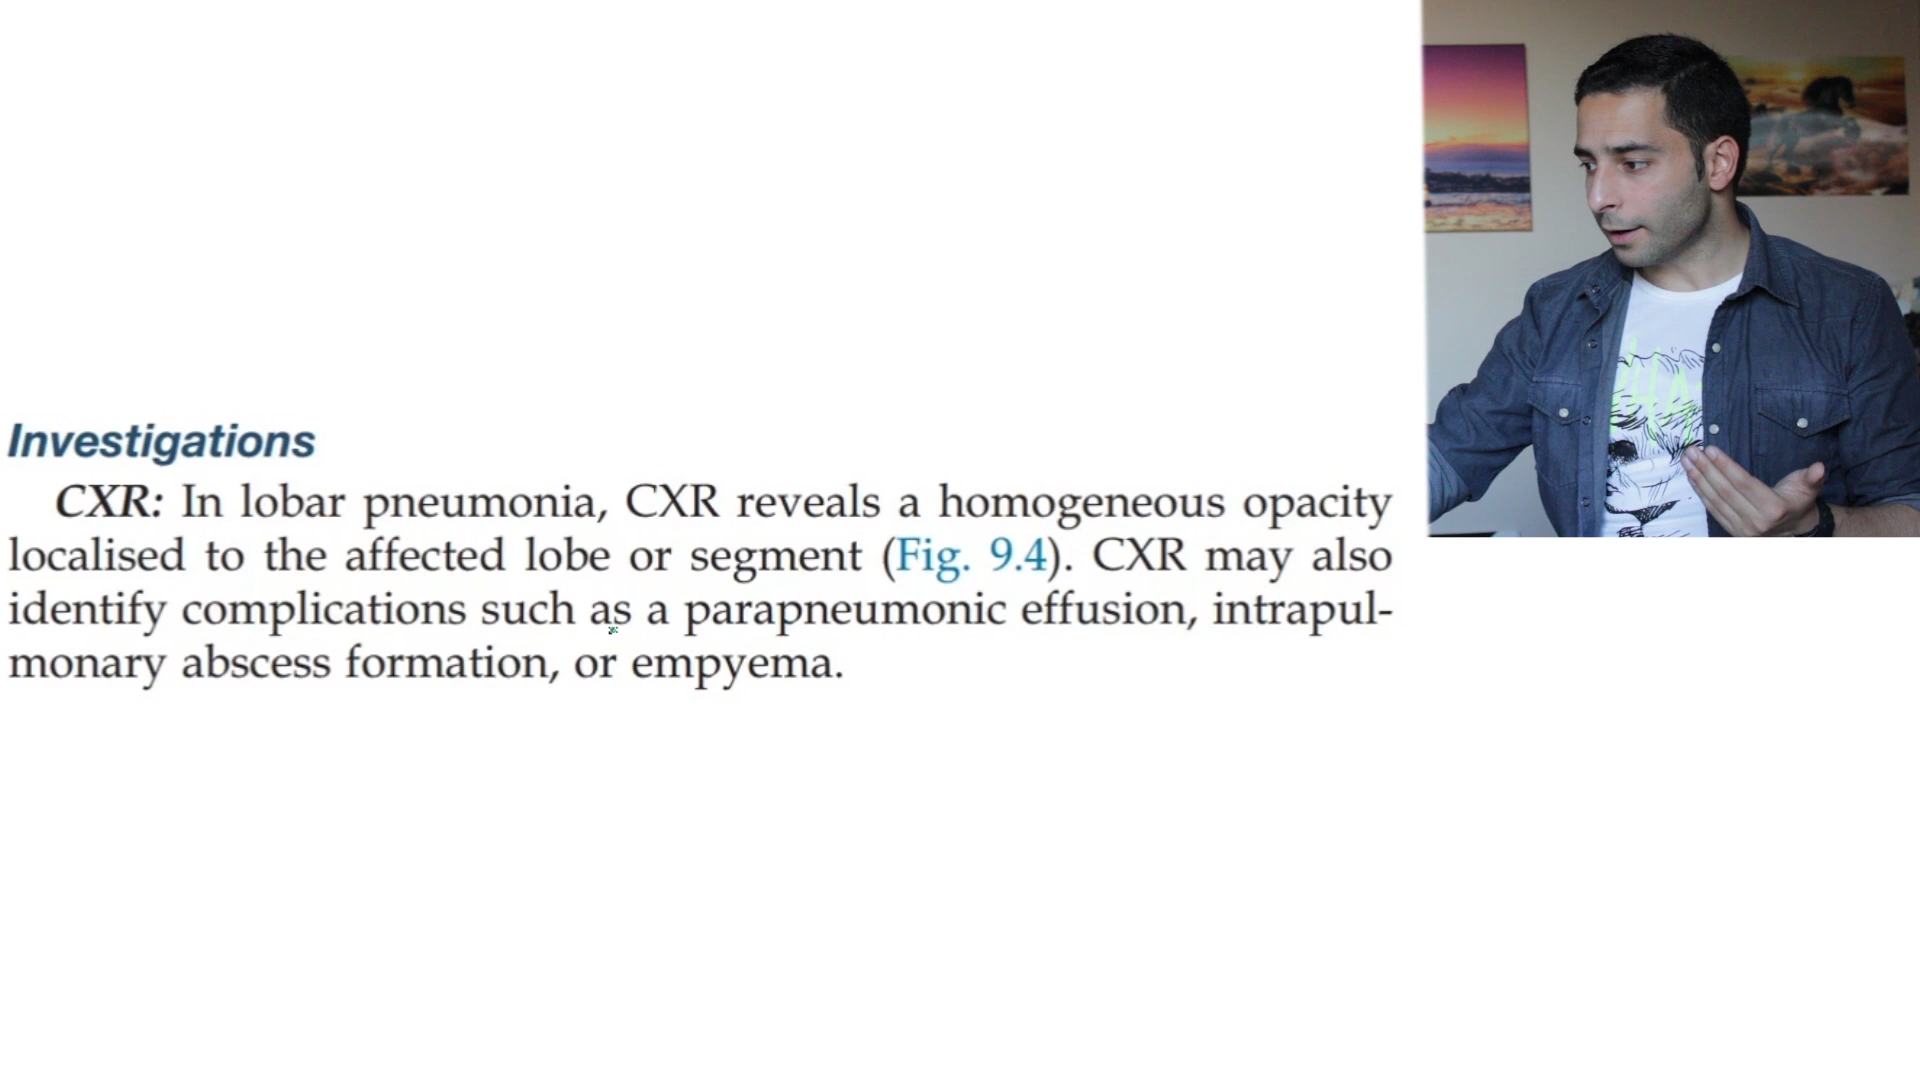 Investigations
CXR: In lobar pneumonia, CXR reveals a homogeneous opacity
localised to the affected lobe or segment (Fig. 9.4). CXR may also
identify complications such as a parapneumonic effusion, intrapul-
monary abscess formation, or empyema.